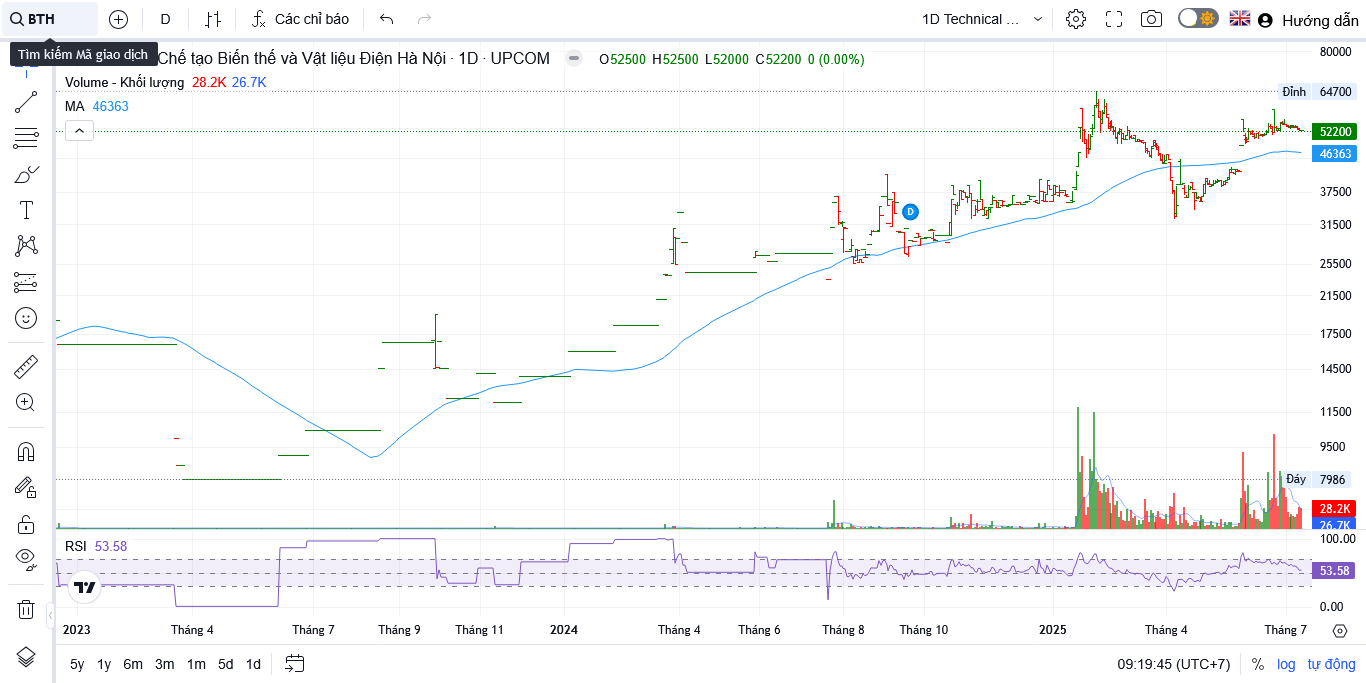 BTH
D
Các chỉ báo
1D Technical ...
Hướng dẫn
Tìm kiếm Mã giao dịch
Chế tạo Biến thế và Vật liệu Điện Hà Nội · 1D · UPCOM
O52500 H52500 L52000 C52200 0 (0.00%)
Volume - Khối lượng 28.2K 26.7K
MA 46363
80000
Đỉnh 64700
52200
46363
37500
31500
25500
21500
17500
14500
11500
9500
Đáy 7986
28.2K
26.7K
D
RSI 53.58
100.00
53.58
0.00
2023 Tháng 4 Tháng 7 Tháng 9 Tháng 11 2024 Tháng 4 Tháng 6 Tháng 8 Tháng 10 2025 Tháng 4 Tháng 7
5y 1y 6m 3m 1m 5d 1d
09:19:45 (UTC+7) % log tự động